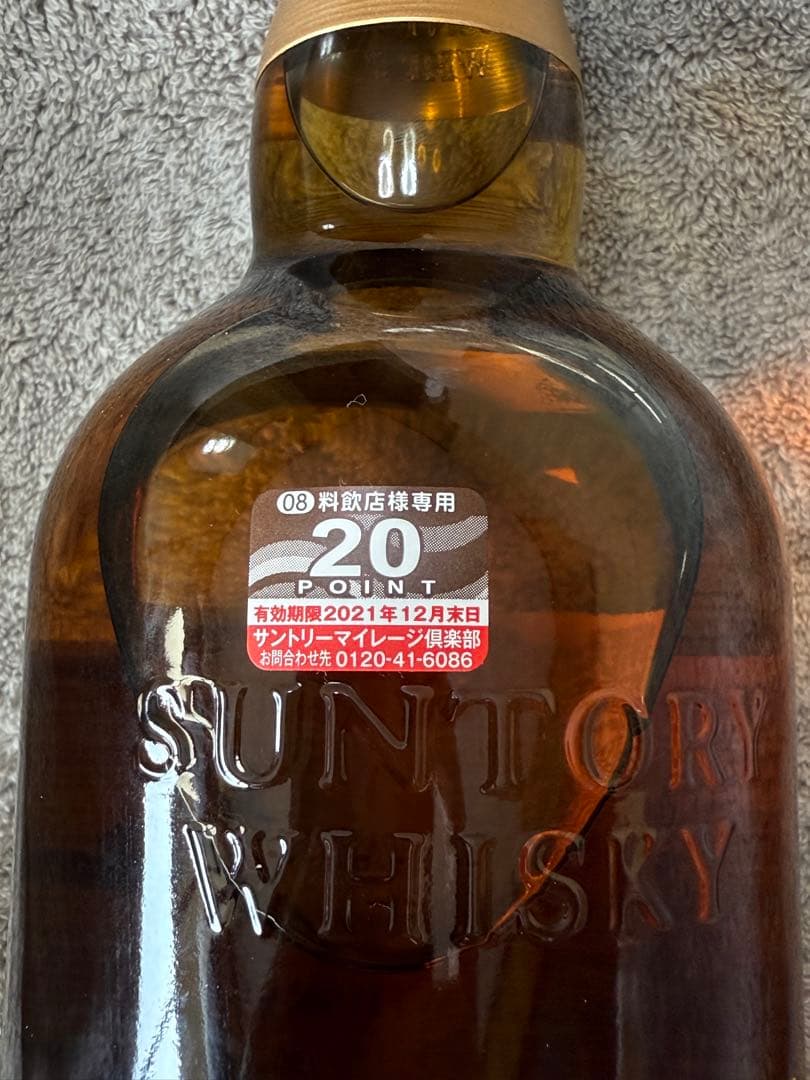 08 料飲店様専用
20
POINT
有効期限2021年12月末日
サントリーマイレージ倶楽部
お問合わせ先 0120-41-6086
SUNTORY
WHISKY